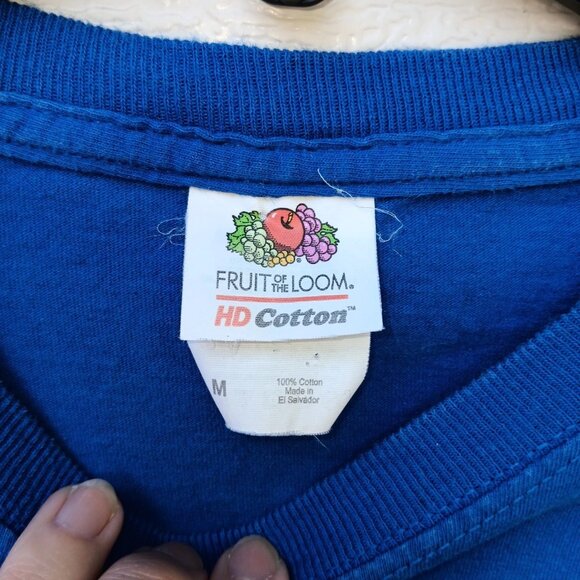 FRUIT OF THE LOOM®
HD Cotton™
M
100% Cotton
Made in
El Salvador